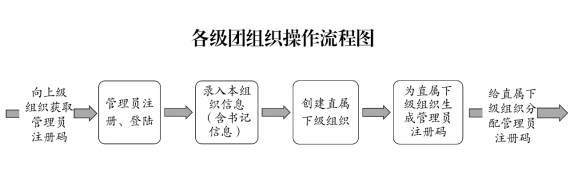 各级团组织操作流程图
向上级
组织获取
管理员
注册码
管理员注
册、登陆
录入本组
织信息
（含书记
信息）
创建直属
下级组织
为直属下
级组织生
成管理员
注册码
给直属下
级组织分
配管理员
注册码